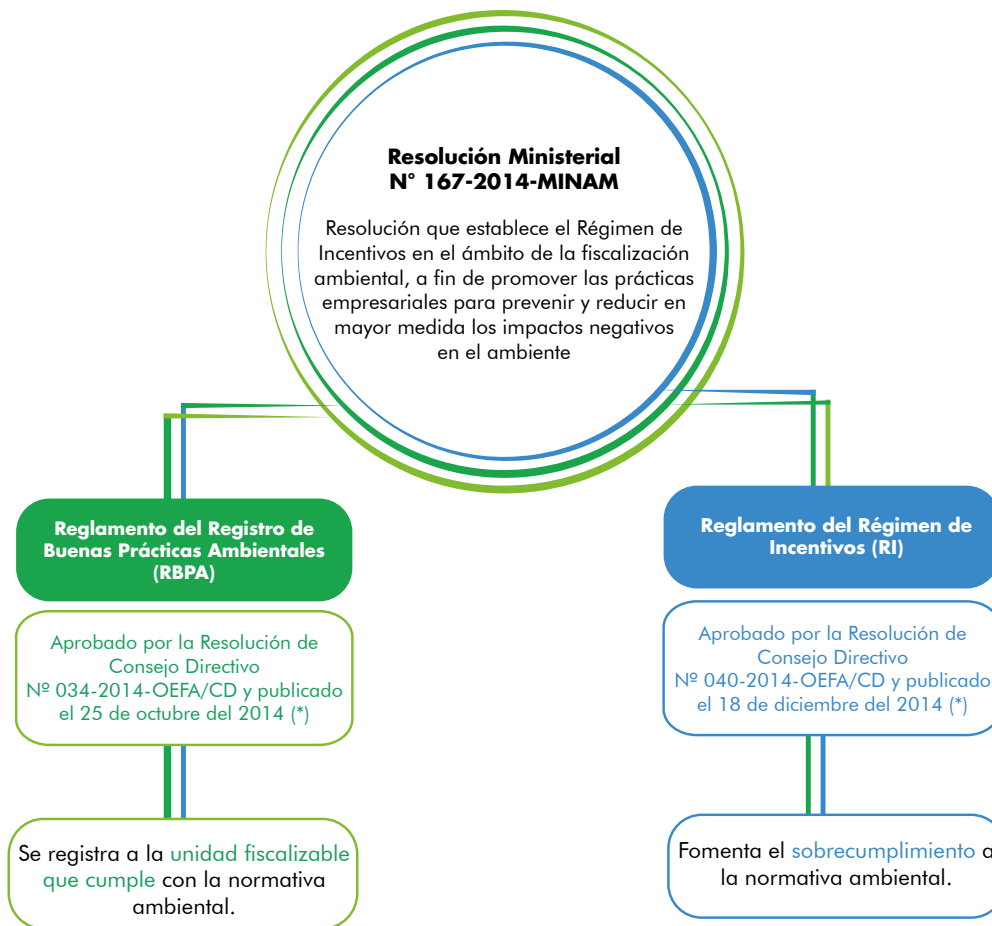 Resolución Ministerial
N° 167-2014-MINAM
Resolución que establece el Régimen de
Incentivos en el ámbito de la fiscalización
ambiental, a fin de promover las prácticas
empresariales para prevenir y reducir en
mayor medida los impactos negativos
en el ambiente
Reglamento del Registro de
Buenas Prácticas Ambientales
(RBPA)
Aprobado por la Resolución de
Consejo Directivo
Nº 034-2014-OEFA/CD y publicado
el 25 de octubre del 2014 (*)
Se registra a la unidad fiscalizable
que cumple con la normativa
ambiental.
Reglamento del Régimen de
Incentivos (RI)
Aprobado por la Resolución de
Consejo Directivo
Nº 040-2014-OEFA/CD y publicado
el 18 de diciembre del 2014 (*)
Fomenta el sobrecumplimiento a
la normativa ambiental.